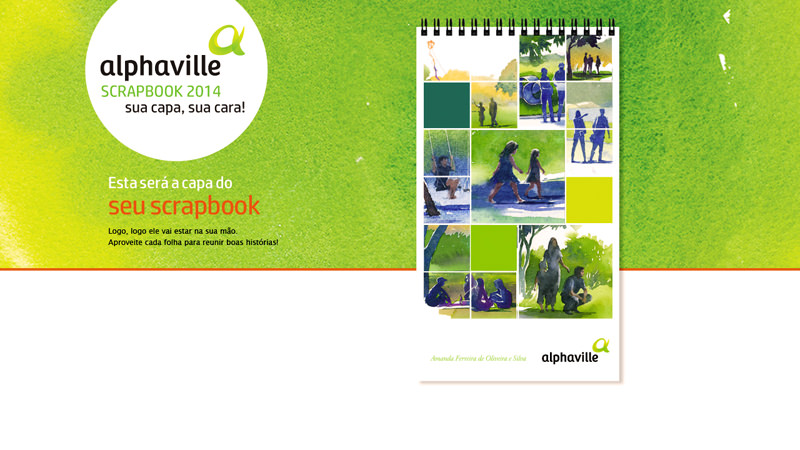 alphaville
SCRAPBOOK 2014
sua capa, sua cara!
Esta será a capa do
seu scrapbook
Logo, logo ele vai estar na sua mão.
Aproveite cada folha para reunir boas histórias!
Amanda Ferreira de Oliveira e Silva
alphaville